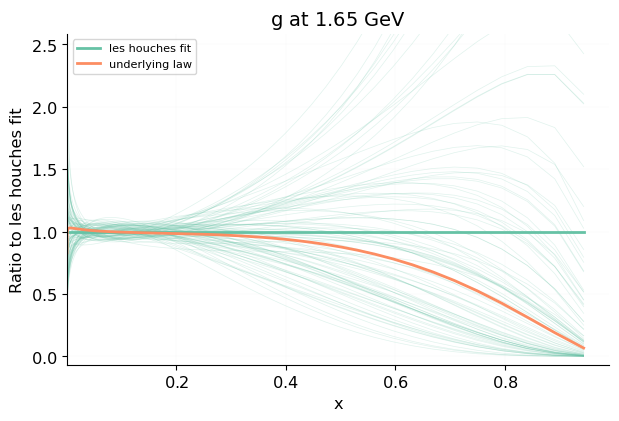 g at 1.65 GeV
les houches fit
underlying law
Ratio to les houches fit
2.5
2.0
1.5
1.0
0.5
0.0
0.2 0.4 0.6 0.8
x